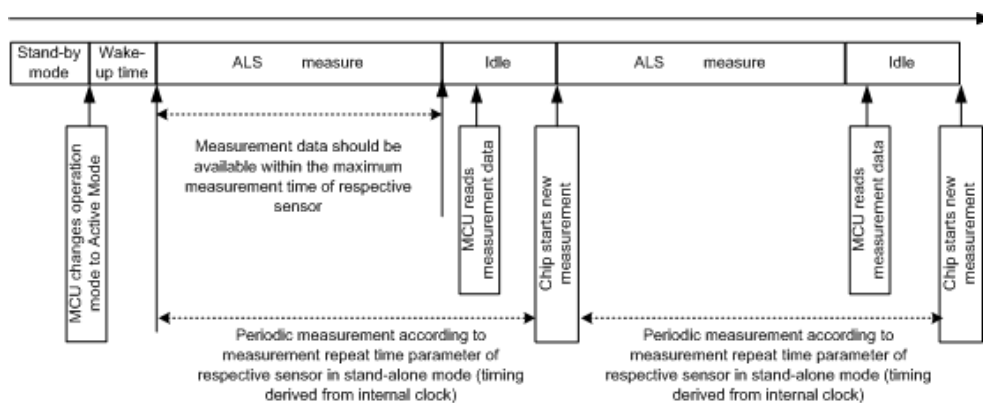 Stand-by
mode
Wake-
up time
ALS measure
Idle
ALS measure
Idle
Measurement data should be
available within the maximum
measurement time of respective
sensor
MCU changes operation
mode to Active Mode
MCU reads
measurement data
Chip starts new
measurement
MCU reads
measurement data
Chip starts new
measurement
Periodic measurement according to
measurement repeat time parameter of
respective sensor in stand-alone mode (timing
derived from internal clock)
Periodic measurement according to
measurement repeat time parameter of
respective sensor in stand-alone mode (timing
derived from internal clock)